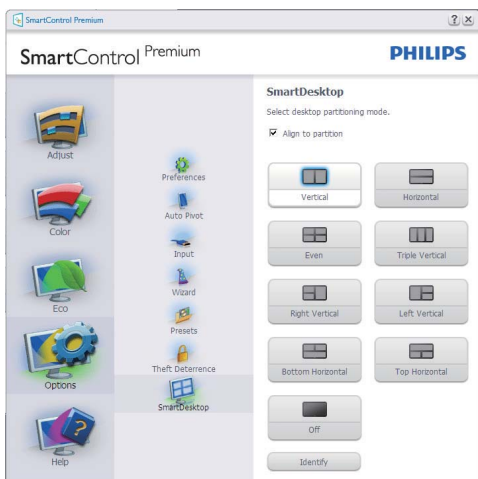 SmartControl Premium
SmartControl Premium
PHILIPS
Adjust
Color
Eco
Options
Help
Preferences
Auto Pivot
Input
Wizard
Presets
Theft Deterrence
SmartDesktop
SmartDesktop
Select desktop partitioning mode.
Align to partition
Vertical
Horizontal
Even
Triple Vertical
Right Vertical
Left Vertical
Bottom Horizontal
Top Horizontal
Off
Identify